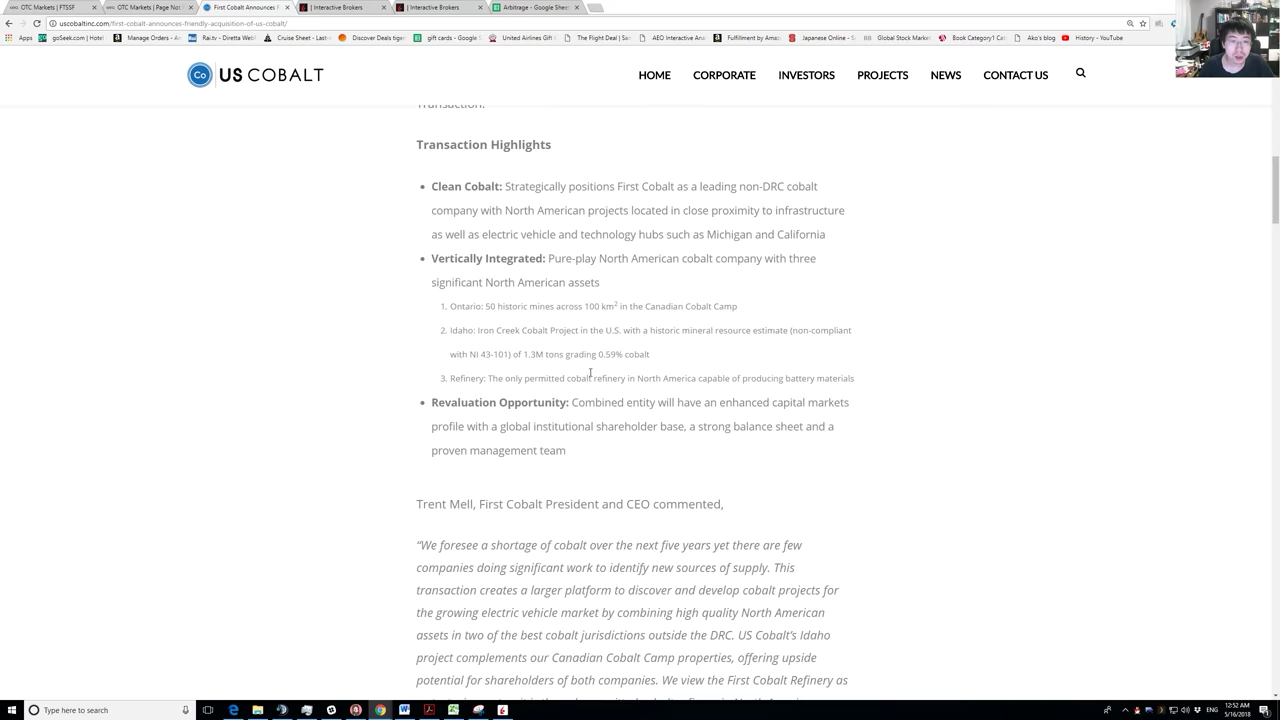 OTC Markets | FTSSF
OTC Markets | Page Not
First Cobalt Announces F
| Interactive Brokers
| Interactive Brokers
Arbitrage - Google Sheet
uscobaltinc.com/first-cobalt-announces-friendly-acquisition-of-us-cobalt/
Apps
goSeek.com | Hotel
Manage Orders - Am
Rai.tv - Diretta Webl
Cruise Sheet - Last-
Discover Deals tiger
gift cards - Google S
United Airlines Gift
The Flight Deal | San
AEO Interactive Ana
Fulfillment by Amaz
Japanese Online - S
Global Stock Market
Book Category1 Cat
Ako's blog
History - YouTube
Co US COBALT
HOME CORPORATE INVESTORS PROJECTS NEWS CONTACT US
Transaction.
Transaction Highlights
• Clean Cobalt: Strategically positions First Cobalt as a leading non-DRC cobalt
company with North American projects located in close proximity to infrastructure
as well as electric vehicle and technology hubs such as Michigan and California
• Vertically Integrated: Pure-play North American cobalt company with three
significant North American assets
1. Ontario: 50 historic mines across 100 km² in the Canadian Cobalt Camp
2. Idaho: Iron Creek Cobalt Project in the U.S. with a historic mineral resource estimate (non-compliant
with NI 43-101) of 1.3M tons grading 0.59% cobalt
3. Refinery: The only permitted cobalt refinery in North America capable of producing battery materials
• Revaluation Opportunity: Combined entity will have an enhanced capital markets
profile with a global institutional shareholder base, a strong balance sheet and a
proven management team
Trent Mell, First Cobalt President and CEO commented,
“We foresee a shortage of cobalt over the next five years yet there are few
companies doing significant work to identify new sources of supply. This
transaction creates a larger platform to discover and develop cobalt projects for
the growing electric vehicle market by combining high quality North American
assets in two of the best cobalt jurisdictions outside the DRC. US Cobalt’s Idaho
project complements our Canadian Cobalt Camp properties, offering upside
potential for shareholders of both companies. We view the First Cobalt Refinery as
Type here to search
ENG
12:52 AM
5/16/2018